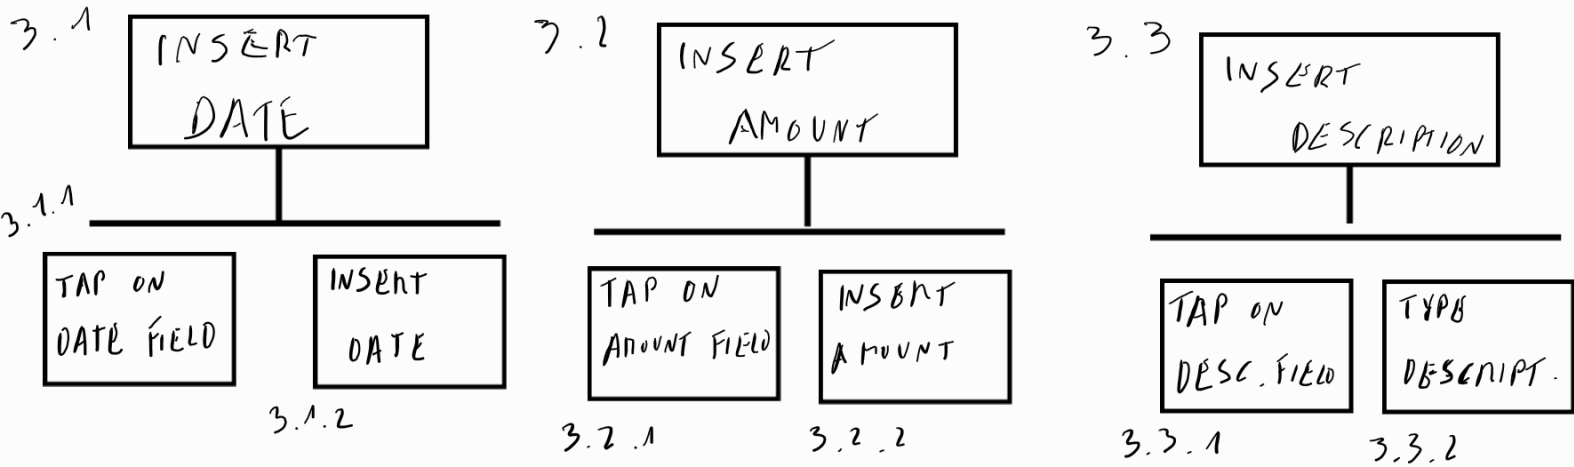 3.1
INSERT
DATE
3.1.1
TAP ON
DATE FIELD
INSERT
DATE
3.1.2
3.2
INSERT
AMOUNT
TAP ON
AMOUNT FIELD
3.2.1
INSERT
AMOUNT
3.2.2
3.3
INSERT
DESCRIPTION
TAP ON
DESC. FIELD
3.3.1
TYPE
DESCRIPT.
3.3.2